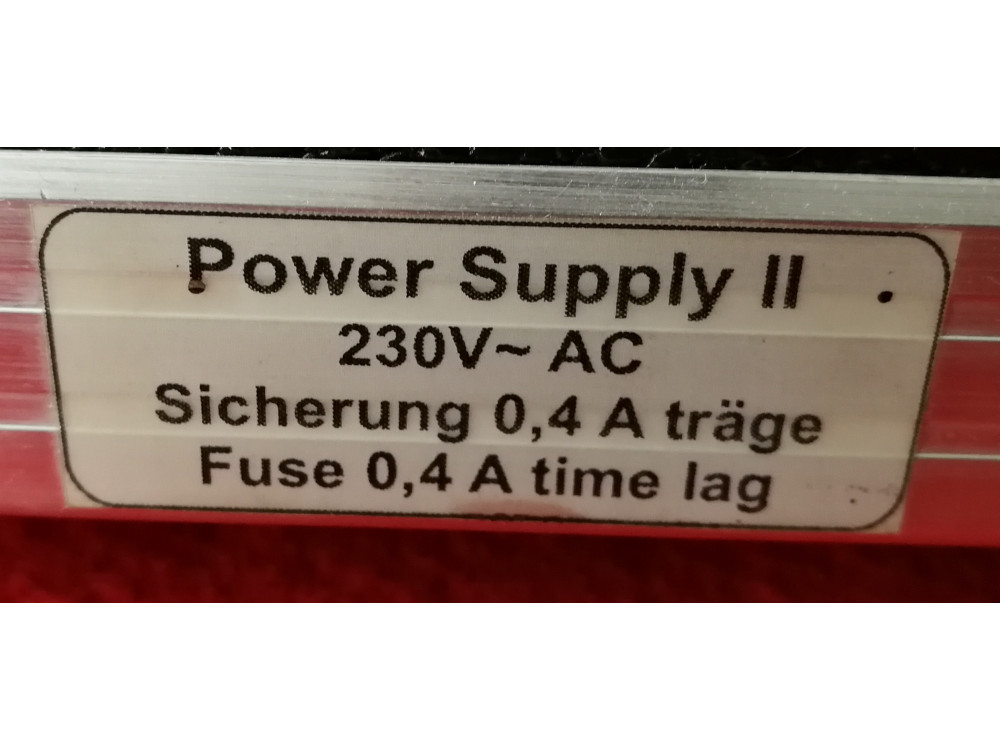 Power Supply II
230V~ AC
Sicherung 0,4 A träge
Fuse 0,4 A time lag